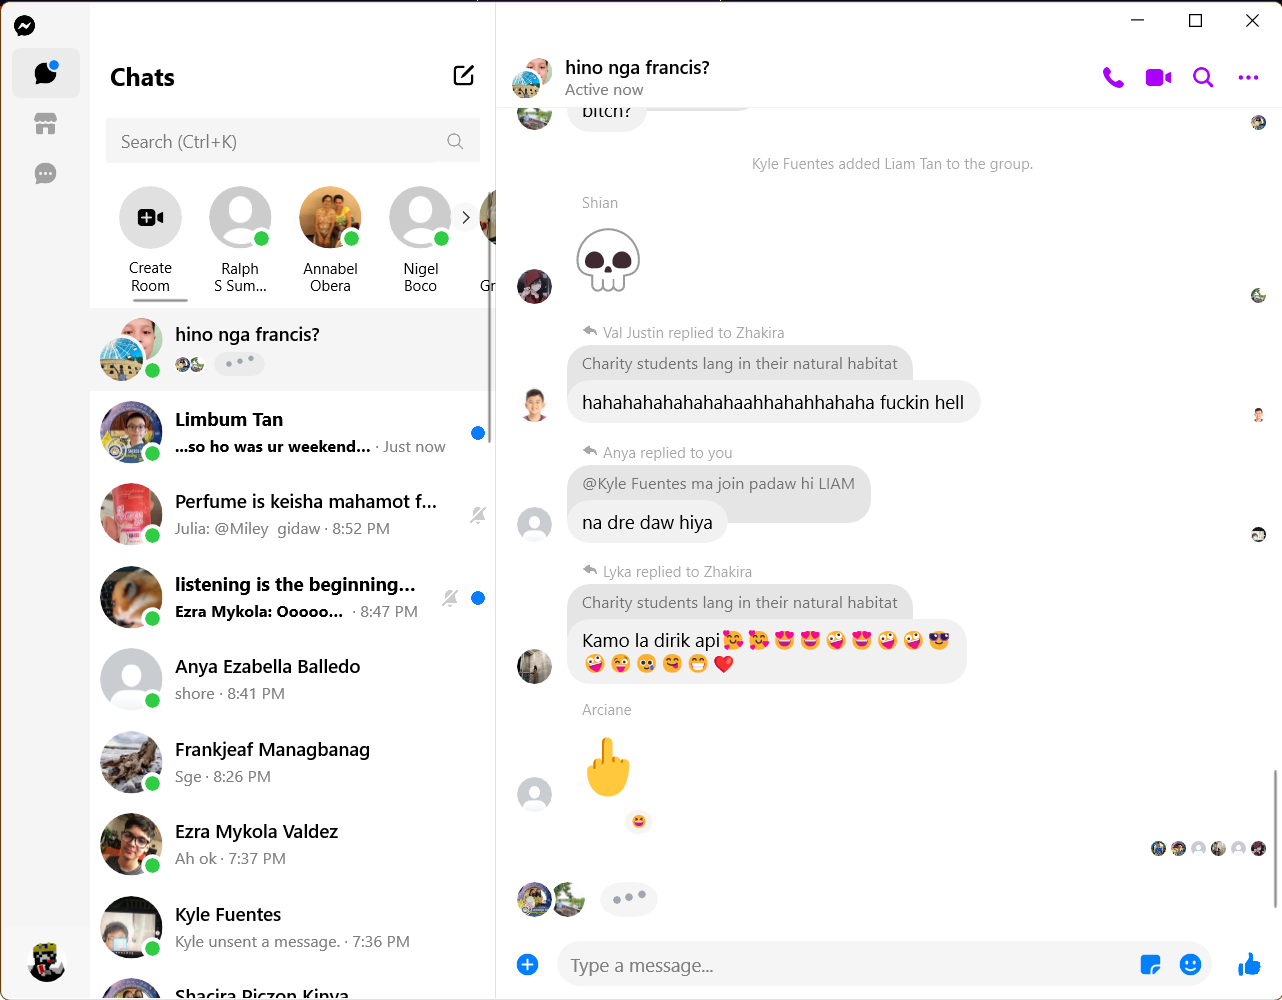 Chats
Search (Ctrl+K)
Create
Room
Ralph
S Sum...
Annabel
Obera
Nigel
Boco
Gr
hino nga francis?
Limbum Tan
...so ho was ur weekend... · Just now
Perfume is keisha mahamot f...
Julia: @Miley gidaw · 8:52 PM
listening is the beginning...
Ezra Mykola: Ooooo... · 8:47 PM
Anya Ezabella Balledo
shore · 8:41 PM
Frankjeaf Managbanag
Sge · 8:26 PM
Ezra Mykola Valdez
Ah ok · 7:37 PM
Kyle Fuentes
Kyle unsent a message. · 7:36 PM
Shacira Piczon Kinya
hino nga francis?
Active now
bitch?
Kyle Fuentes added Liam Tan to the group.
Shian
Val Justin replied to Zhakira
Charity students lang in their natural habitat
hahahahahahahahaahhahahhahaha fuckin hell
Anya replied to you
@Kyle Fuentes ma join padaw hi LIAM
na dre daw hiya
Lyka replied to Zhakira
Charity students lang in their natural habitat
Kamo la dirik api🥰🥰😍😍🤪😍🤪🤪😎
🤪😜😢🤗😁❤️
Arciane
Type a message...